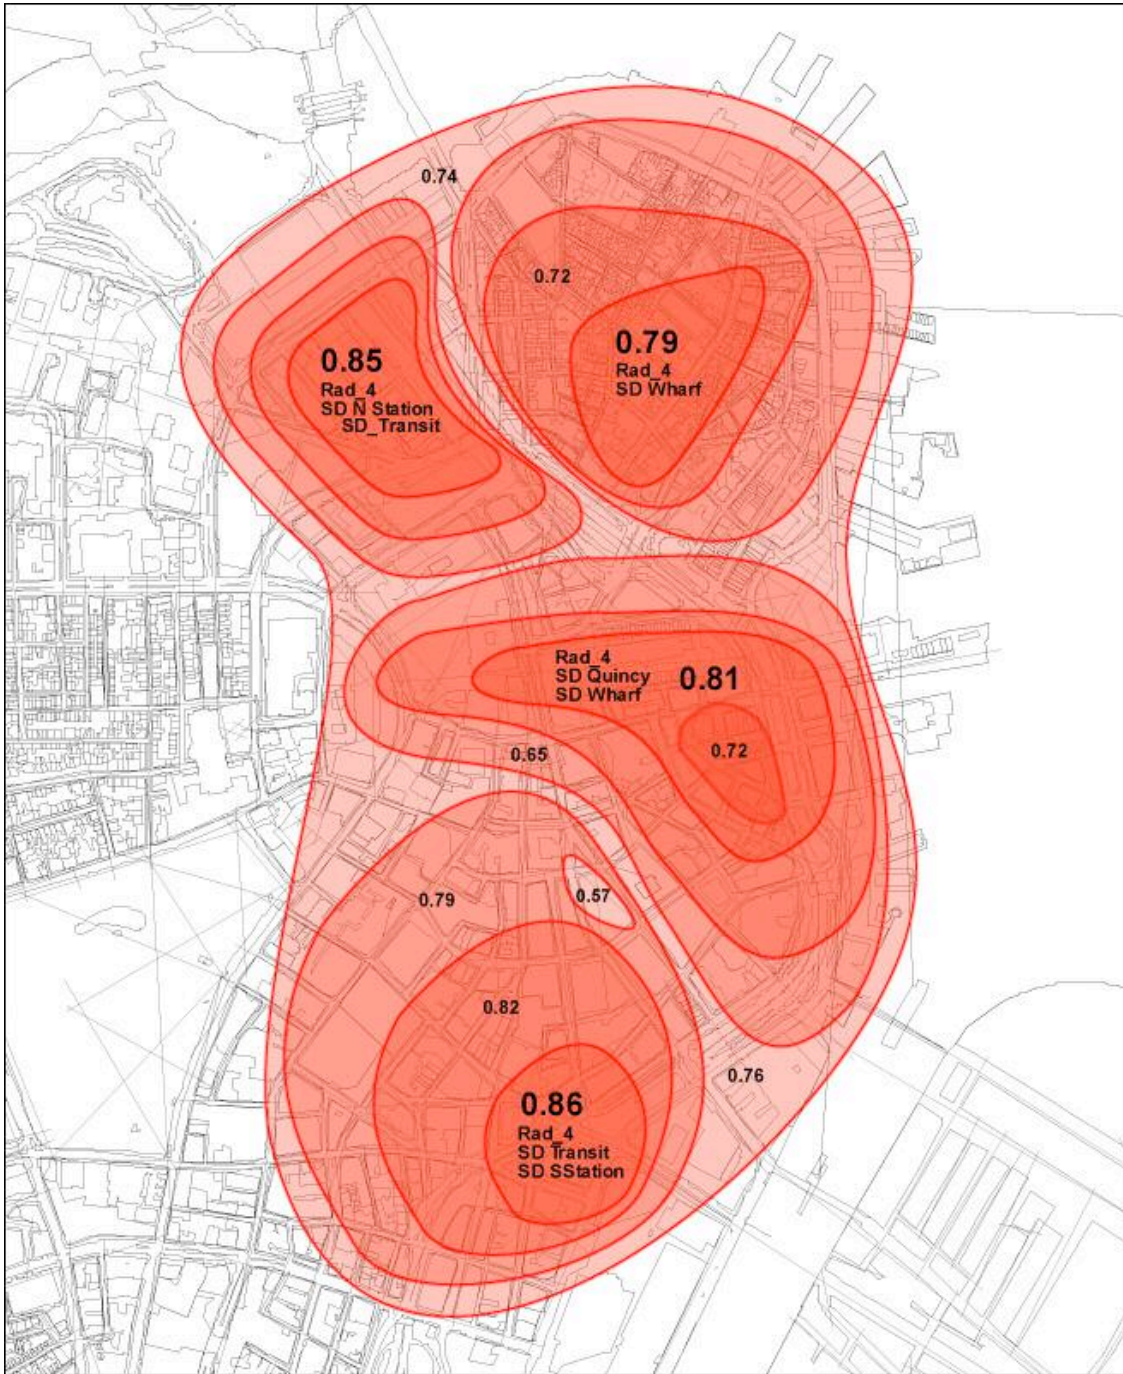 0.74
0.72
0.85
Rad_4
SD N Station
SD_Transit
0.79
Rad_4
SD Wharf
Rad_4
SD Quincy
SD Wharf
0.81
0.65
0.72
0.79
0.57
0.82
0.76
0.86
Rad_4
SD Transit
SD SStation